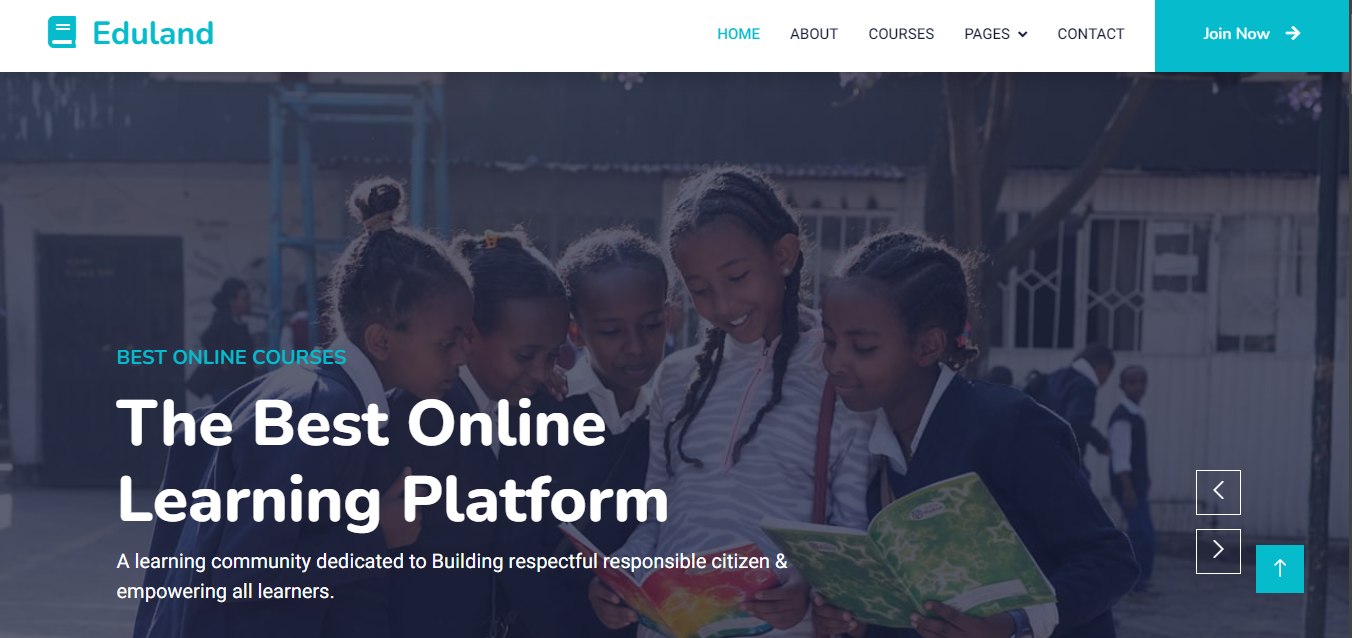 Eduland
HOME ABOUT COURSES PAGES CONTACT Join Now
BEST ONLINE COURSES
The Best Online
Learning Platform
A learning community dedicated to Building respectful responsible citizen &
empowering all learners.